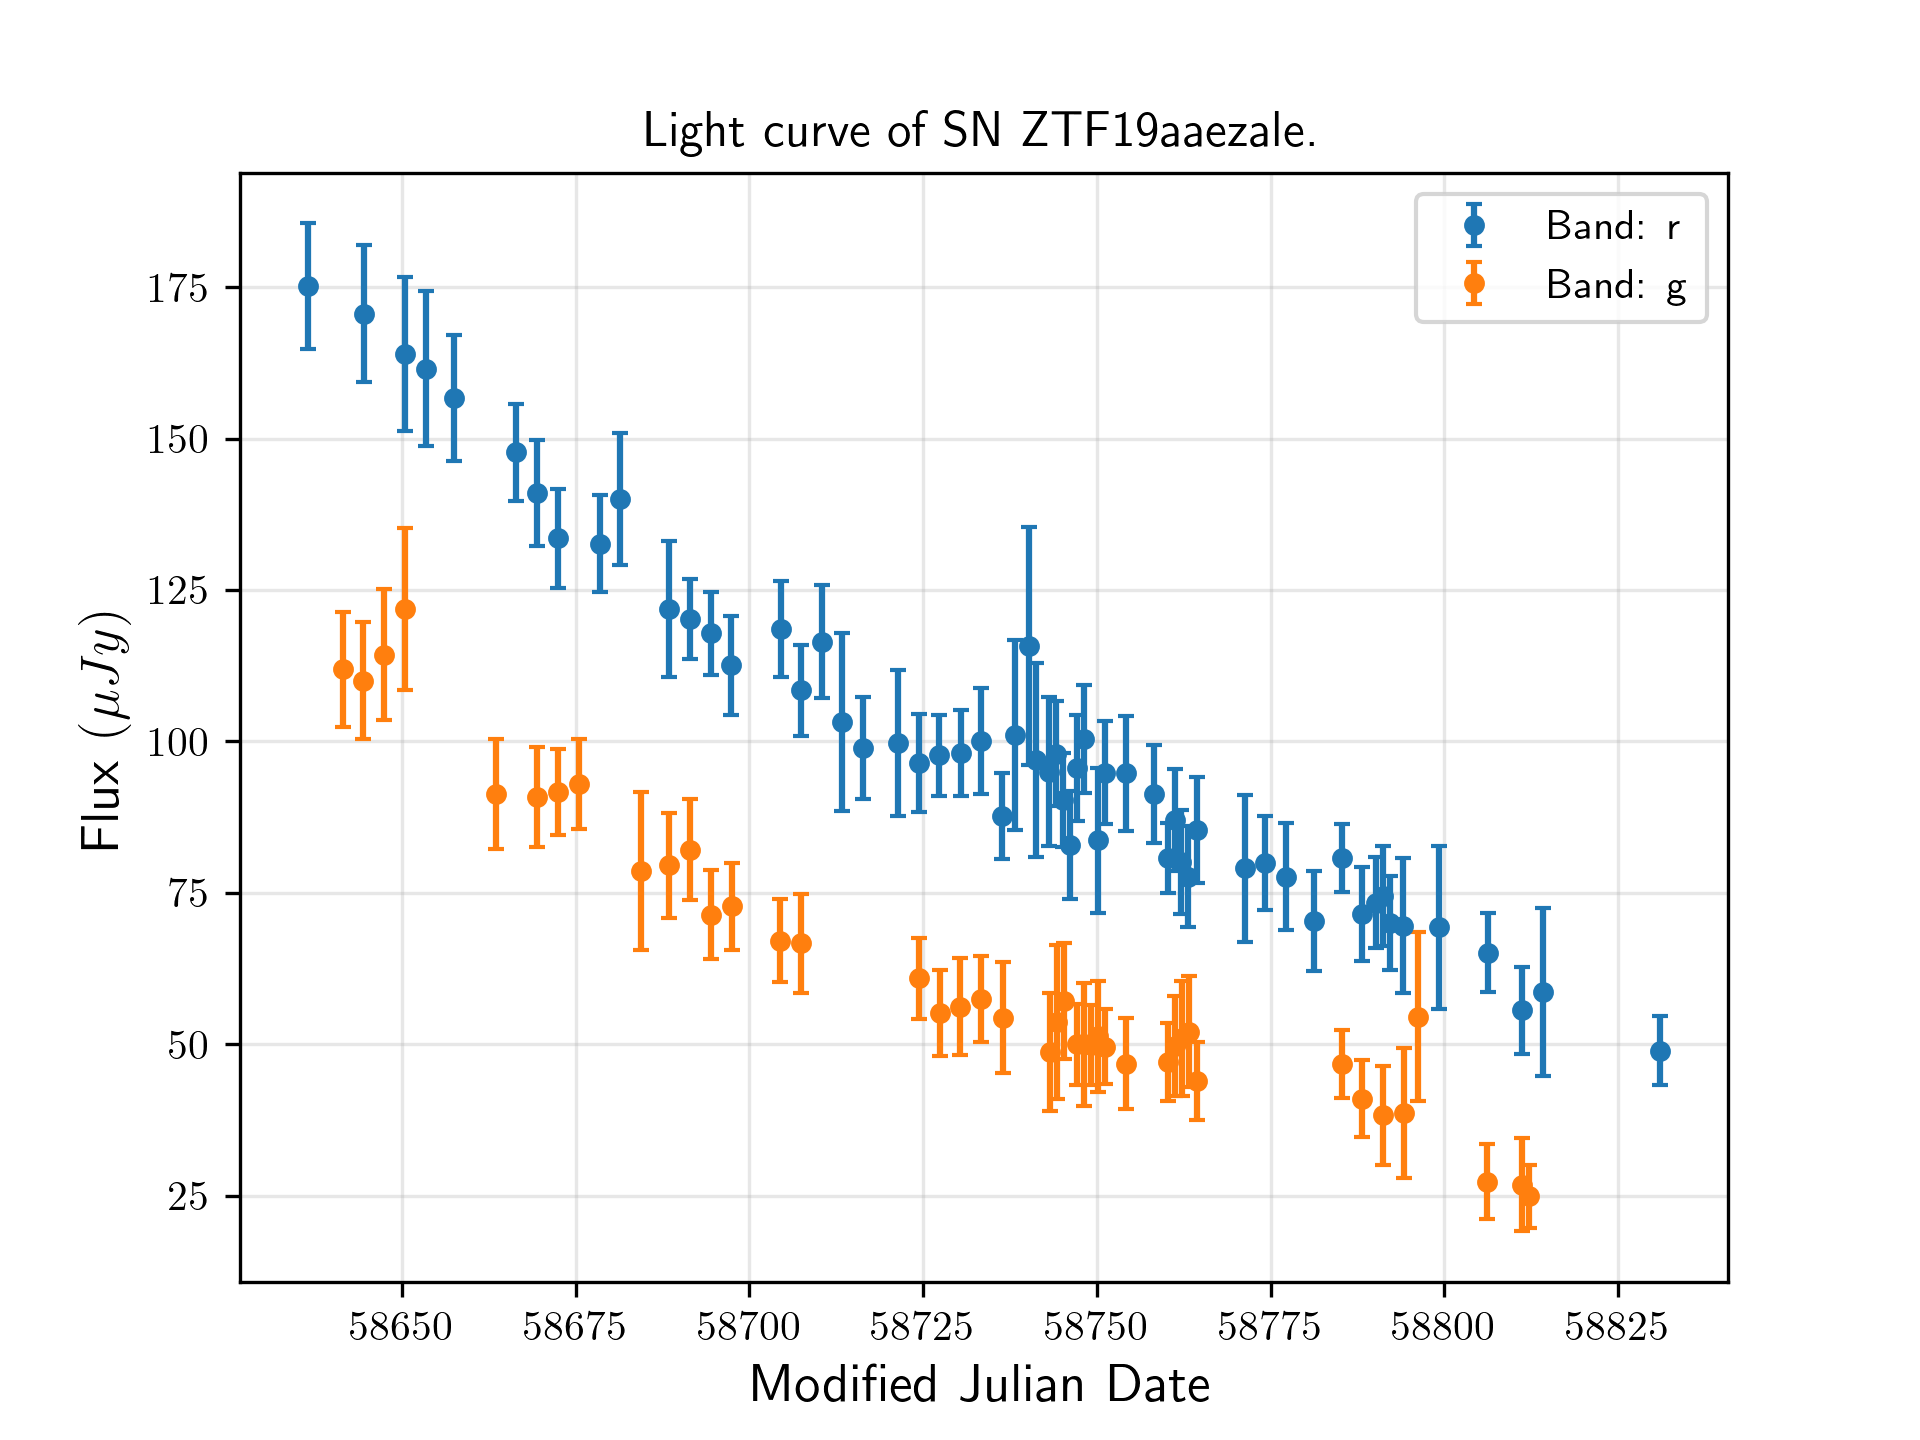 Light curve of SN ZTF19aaezale.
Band: r
Band: g
175
150
125
100
75
50
25
Flux (μJy)
58650 58675 58700 58725 58750 58775 58800 58825
Modified Julian Date